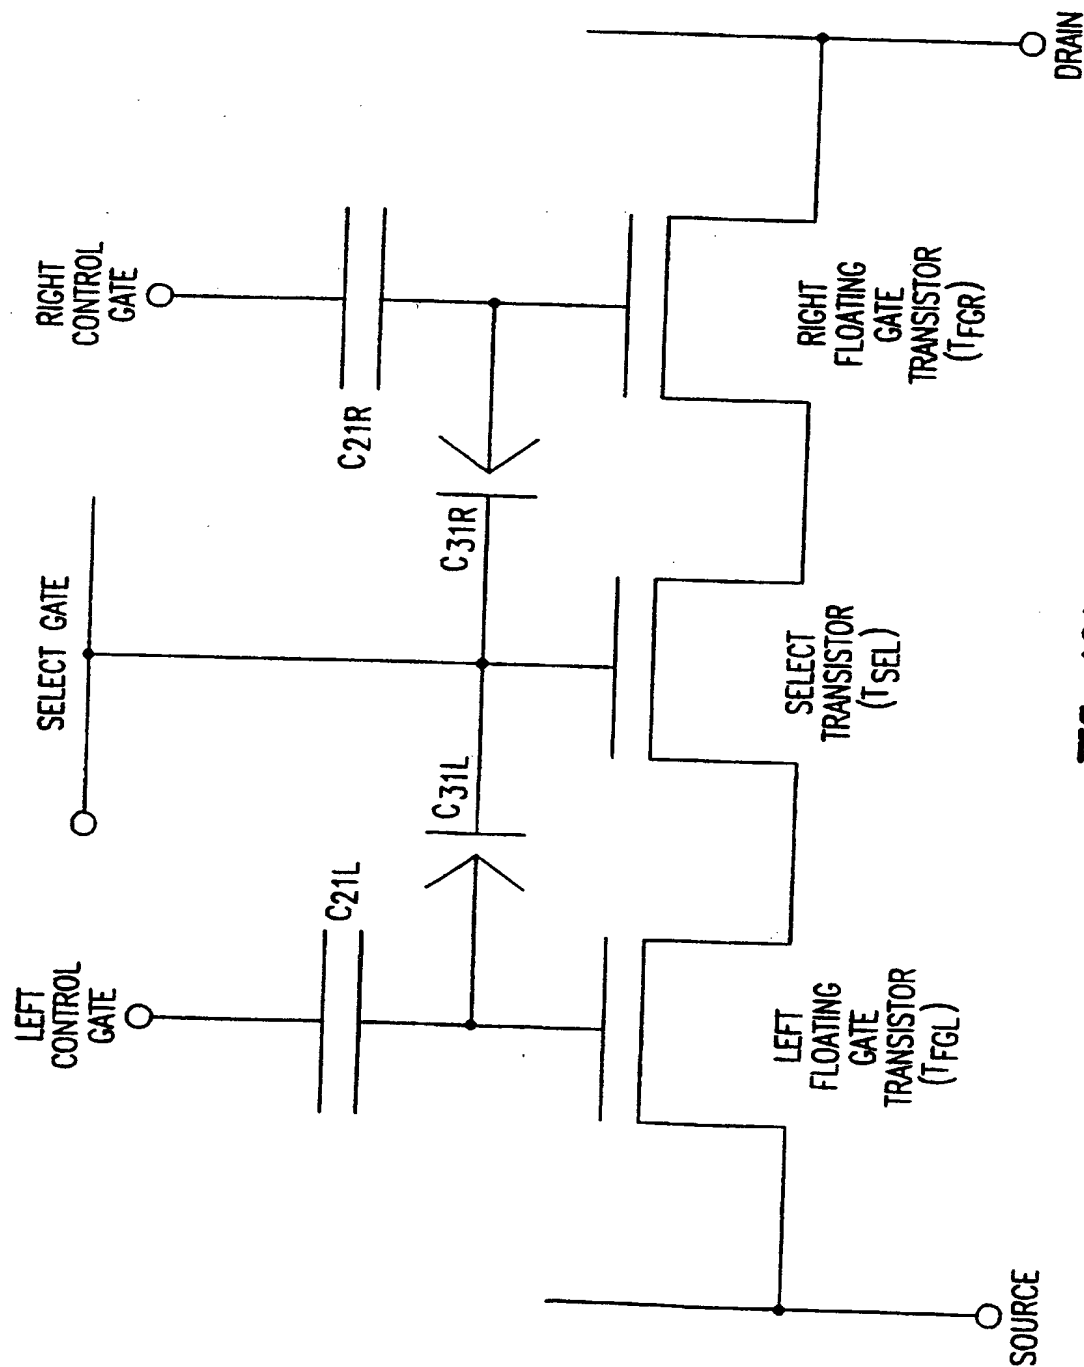 LEFT
CONTROL
GATE
SELECT GATE
RIGHT
CONTROL
GATE
C21L
C31L
C31R
C21R
LEFT
FLOATING
GATE
TRANSISTOR
(TFGL)
SELECT
TRANSISTOR
(TSEL)
RIGHT
FLOATING
GATE
TRANSISTOR
(TFGR)
SOURCE
DRAIN